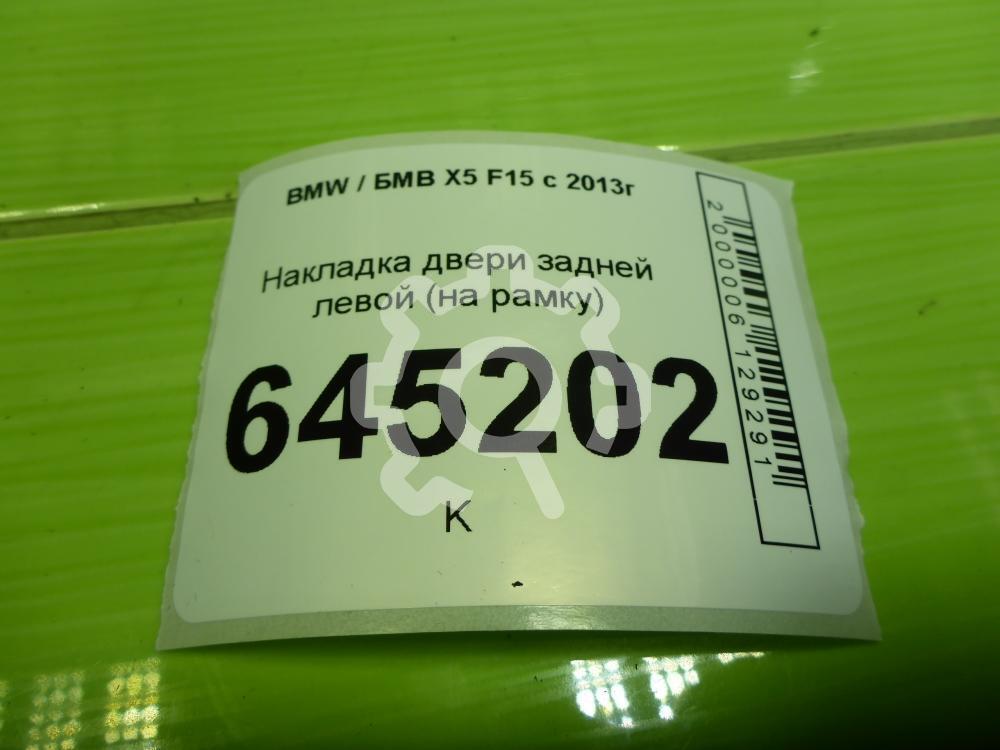 BMW / БМВ X5 F15 с 2013г
Накладка двери задней
левой (на рамку)
645202
К
2000006129291